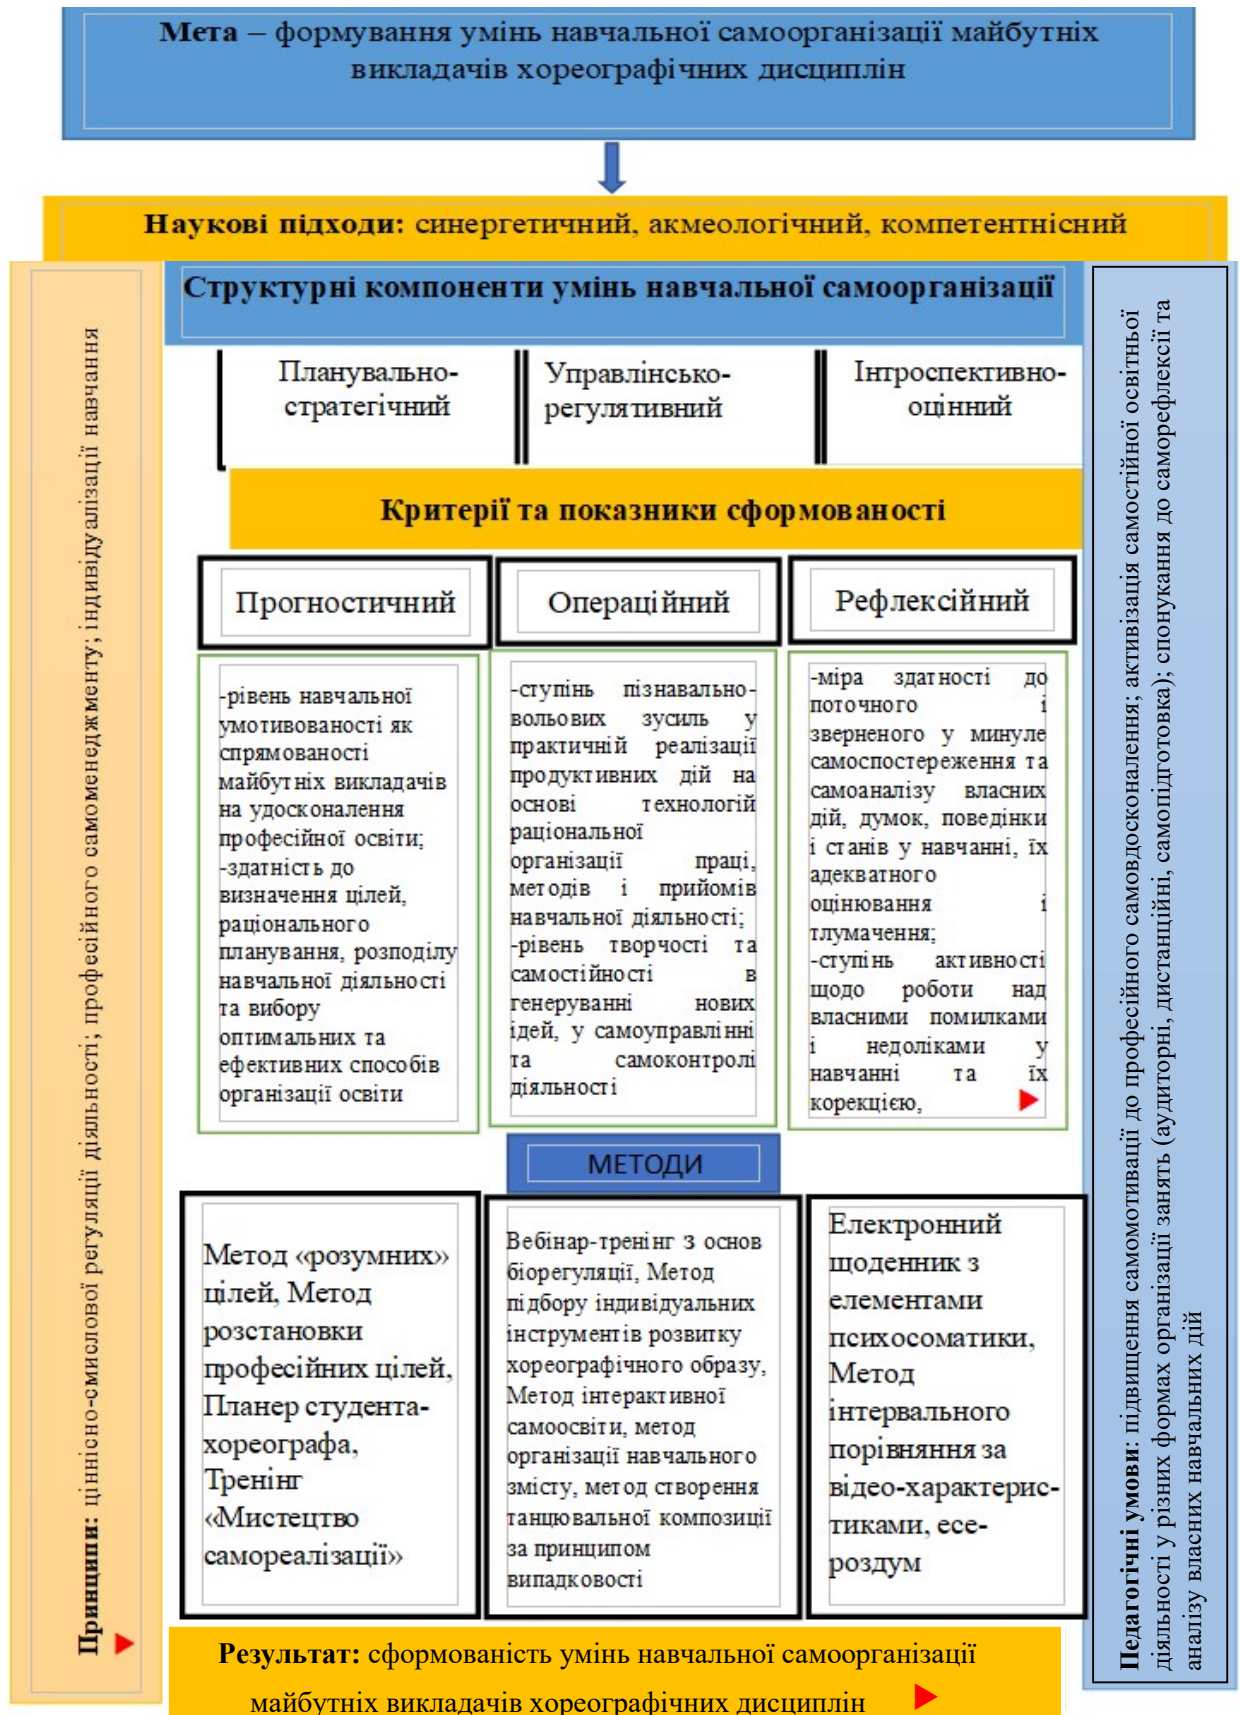 Мета – формування умінь навчальної самоорганізації майбутніх
викладачів хореографічних дисциплін
Наукові підходи: синергетичний, акмеологічний, компетентнісний
Принципи: ціннісно-смислової регуляції діяльності; професійного самоменеджменту; індивідуалізації навчання
Структурні компоненти умінь навчальної самоорганізації
Планувально-
стратегічний
Управлінсько-
регулятивний
Інтроспективно-
оцінний
Критерії та показники сформованості
Прогностичний
Операційний
Рефлексійний
-рівень навчальної
умотивованості як
спрямованості
майбутніх викладачів
на удосконалення
професійної освіти;
-здатність до
визначення цілей,
раціонального
планування, розподілу
навчальної діяльності
та вибору
оптимальних та
ефективних способів
організації освіти
-ступінь пізнавально-
вольових зусиль у
практичній реалізації
продуктивних дій на
основі технологій
раціональної
організації праці,
методів і прийомів
навчальної діяльності;
-рівень творчості та
самостійності в
генеруванні нових
ідей, у самоуправлінні
та самоконтролі
діяльності
-міра здатності до
поточного і
зверненого у минуле
самоспостереження та
самоаналізу власних
дій, думок, поведінки
і станів у навчанні, їх
адекватного
оцінювання і
тлумачення;
-ступінь активності
щодо роботи над
власними помилками
і недоліками у
навчанні та їх
корекцією,
МЕТОДИ
Метод «розумних»
цілей, Метод
розстановки
професійних цілей,
Планер студента-
хореографа,
Тренінг
«Мистецтво
самореалізації»
Вебінар-тренінг з основ
біорегуляції, Метод
підбору індивідуальних
інструментів розвитку
хореографічного образу,
Метод інтерактивної
самоосвіти, метод
організації навчального
змісту, метод створення
танцювальної композиції
за принципом
випадковості
Електронний
щоденник з
елементами
психосоматики,
Метод
інтервального
порівняння за
відео-характерис-
тиками, есе-
роздум
Педагогічні умови: підвищення самомотивації до професійного самовдосконалення; активізація самостійної освітньої
діяльності у різних формах організації занять (аудиторні, дистанційні, самопідготовка); спонукання до саморефлексії та
аналізу власних навчальних дій
Результат: сформованість умінь навчальної самоорганізації
майбутніх викладачів хореографічних дисциплін